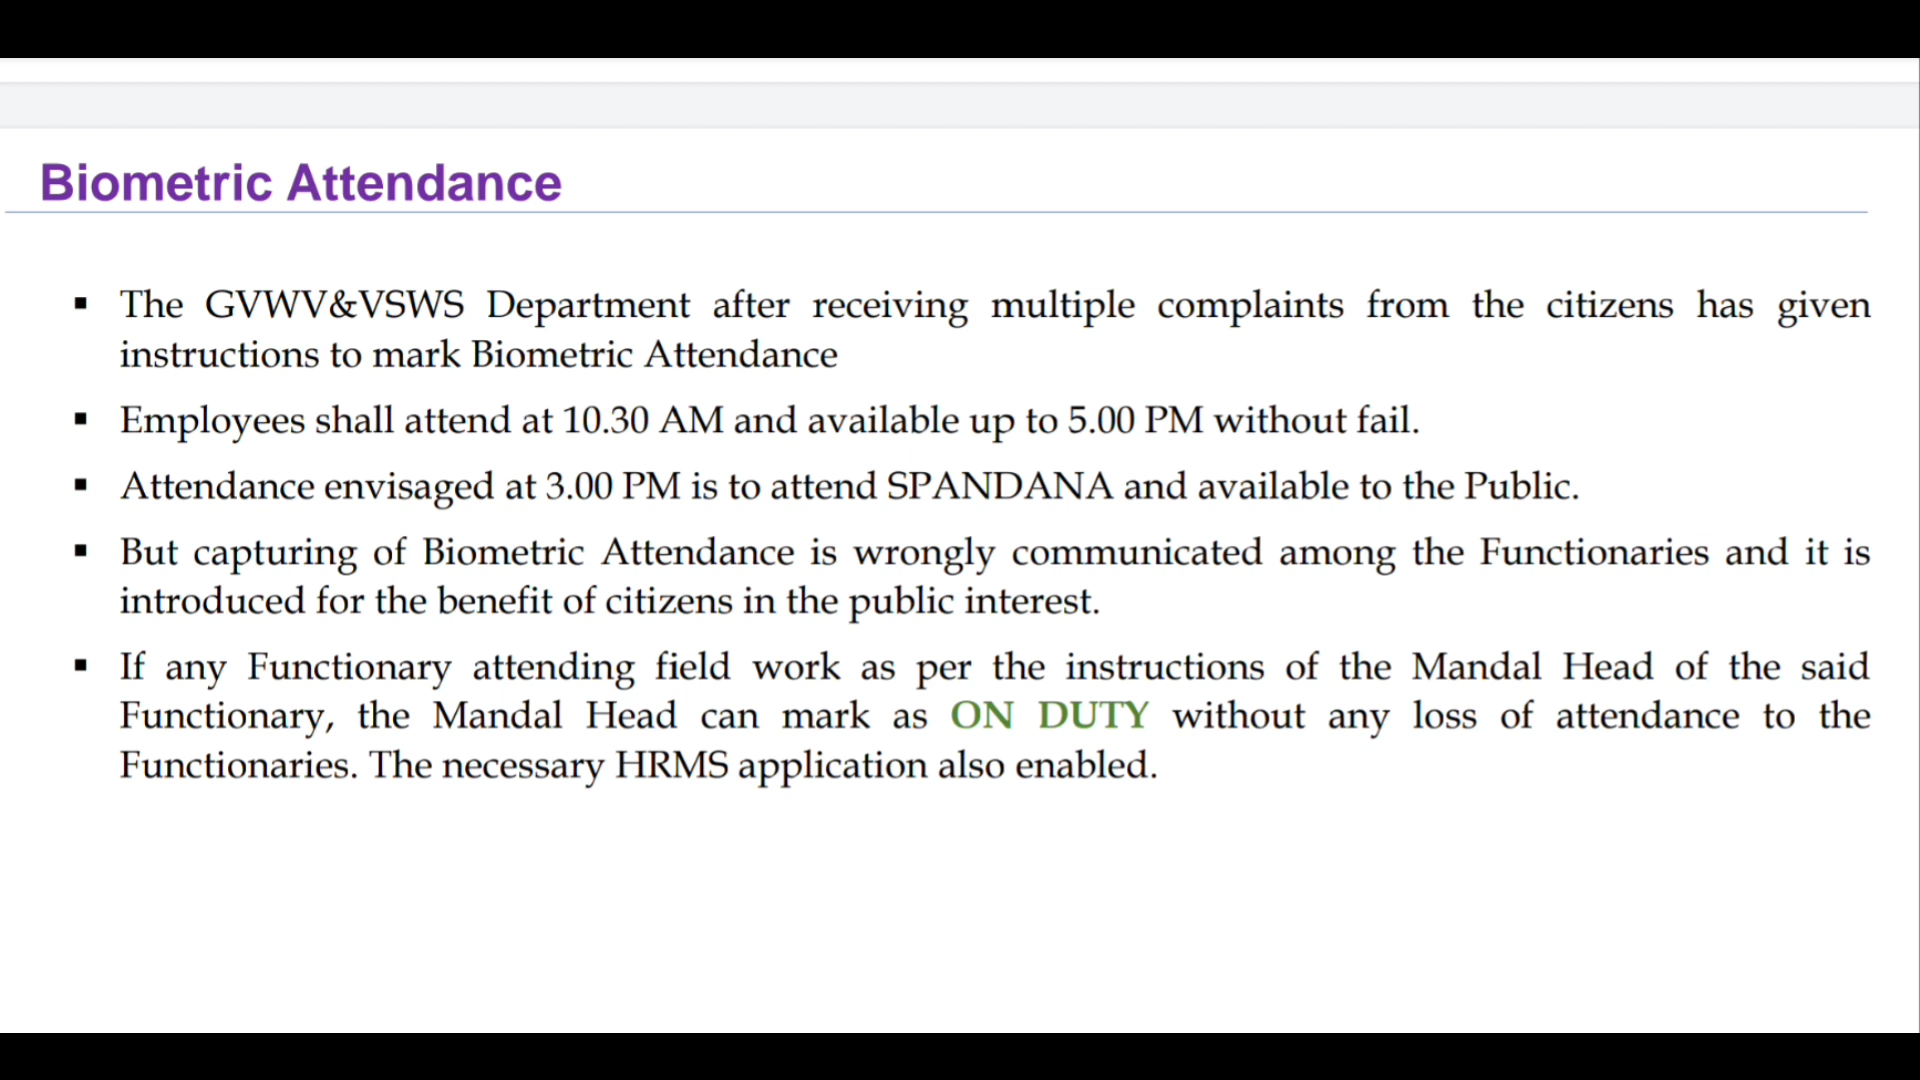 Biometric Attendance
▪ The GVWV&VSWS Department after receiving multiple complaints from the citizens has given
instructions to mark Biometric Attendance
▪ Employees shall attend at 10.30 AM and available up to 5.00 PM without fail.
▪ Attendance envisaged at 3.00 PM is to attend SPANDANA and available to the Public.
▪ But capturing of Biometric Attendance is wrongly communicated among the Functionaries and it is
introduced for the benefit of citizens in the public interest.
▪ If any Functionary attending field work as per the instructions of the Mandal Head of the said
Functionary, the Mandal Head can mark as ON DUTY without any loss of attendance to the
Functionaries. The necessary HRMS application also enabled.